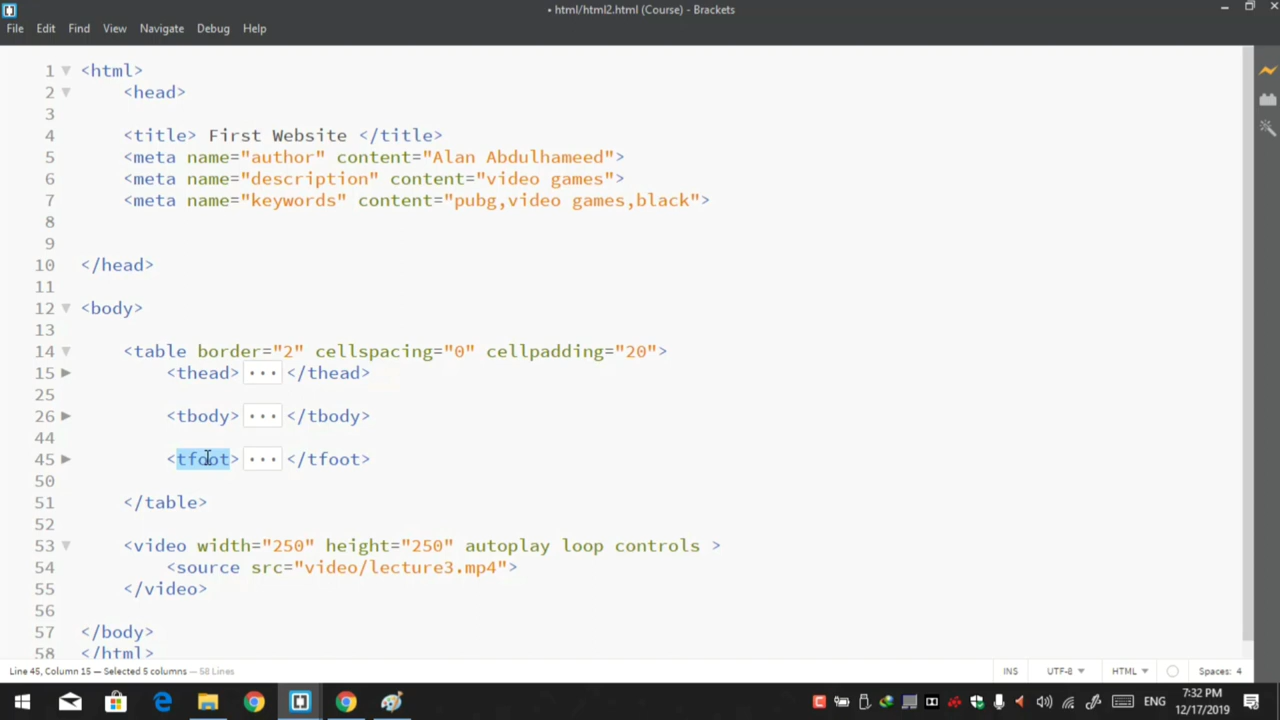 • html/html2.html (Course) - Brackets
File Edit Find View Navigate Debug Help
1 <html>
2 <head>
3
4 <title> First Website </title>
5 <meta name="author" content="Alan Abdulhameed">
6 <meta name="description" content="video games">
7 <meta name="keywords" content="pubg,video games,black">
8
9
10 </head>
11
12 <body>
13
14 <table border="2" cellspacing="0" cellpadding="20">
15 <thead> ... </thead>
25
26 <tbody> ... </tbody>
44
45 <tfoot> ... </tfoot>
50
51 </table>
52
53 <video width="250" height="250" autoplay loop controls >
54 <source src="video/lecture3.mp4">
55 </video>
56
57 </body>
58 </html>
Line 45, Column 15 — Selected 5 columns — 58 Lines INS UTF-8 HTML Spaces: 4
ENG 7:32 PM
12/17/2019